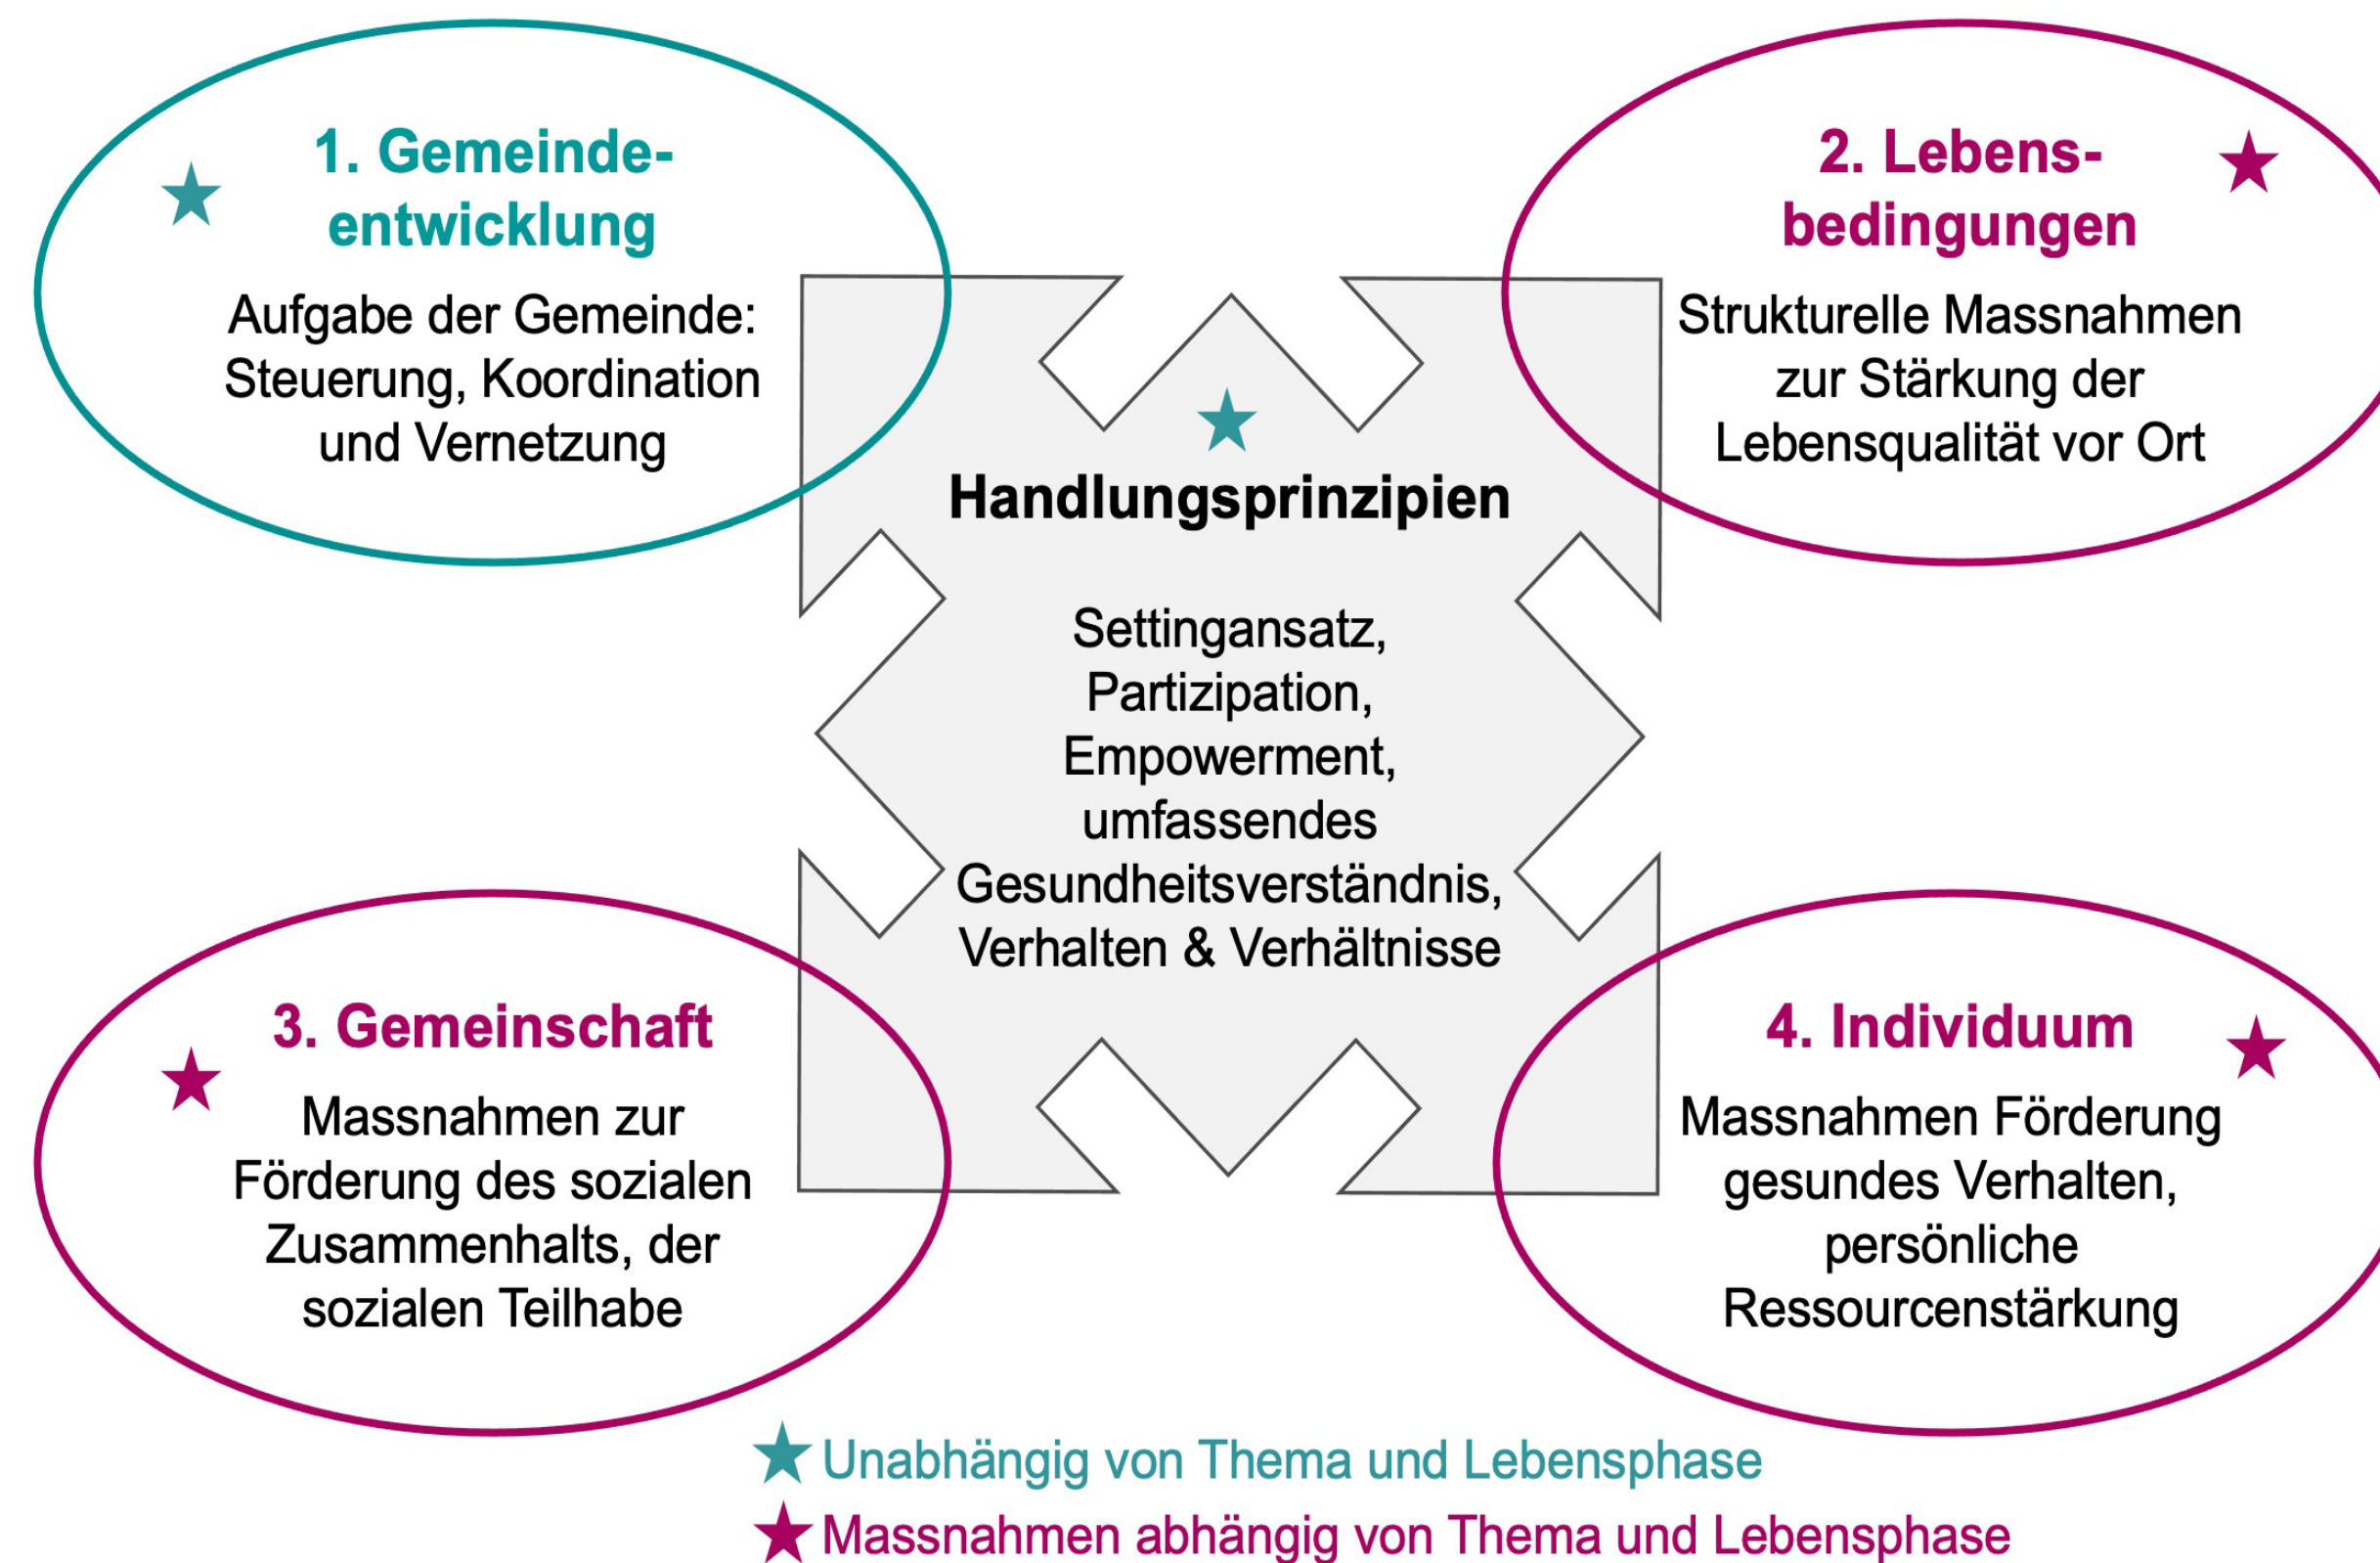 1. Gemeinde-
entwicklung
Aufgabe der Gemeinde:
Steuerung, Koordination
und Vernetzung
2. Lebens-
bedingungen
Strukturelle Massnahmen
zur Stärkung der
Lebensqualität vor Ort
Handlungsprinzipien
Settingansatz,
Partizipation,
Empowerment,
umfassendes
Gesundheitsverständnis,
Verhalten & Verhältnisse
3. Gemeinschaft
Massnahmen zur
Förderung des sozialen
Zusammenhalts, der
sozialen Teilhabe
4. Individuum
Massnahmen Förderung
gesundes Verhalten,
persönliche
Ressourcenstärkung
Unabhängig von Thema und Lebensphase
Massnahmen abhängig von Thema und Lebensphase